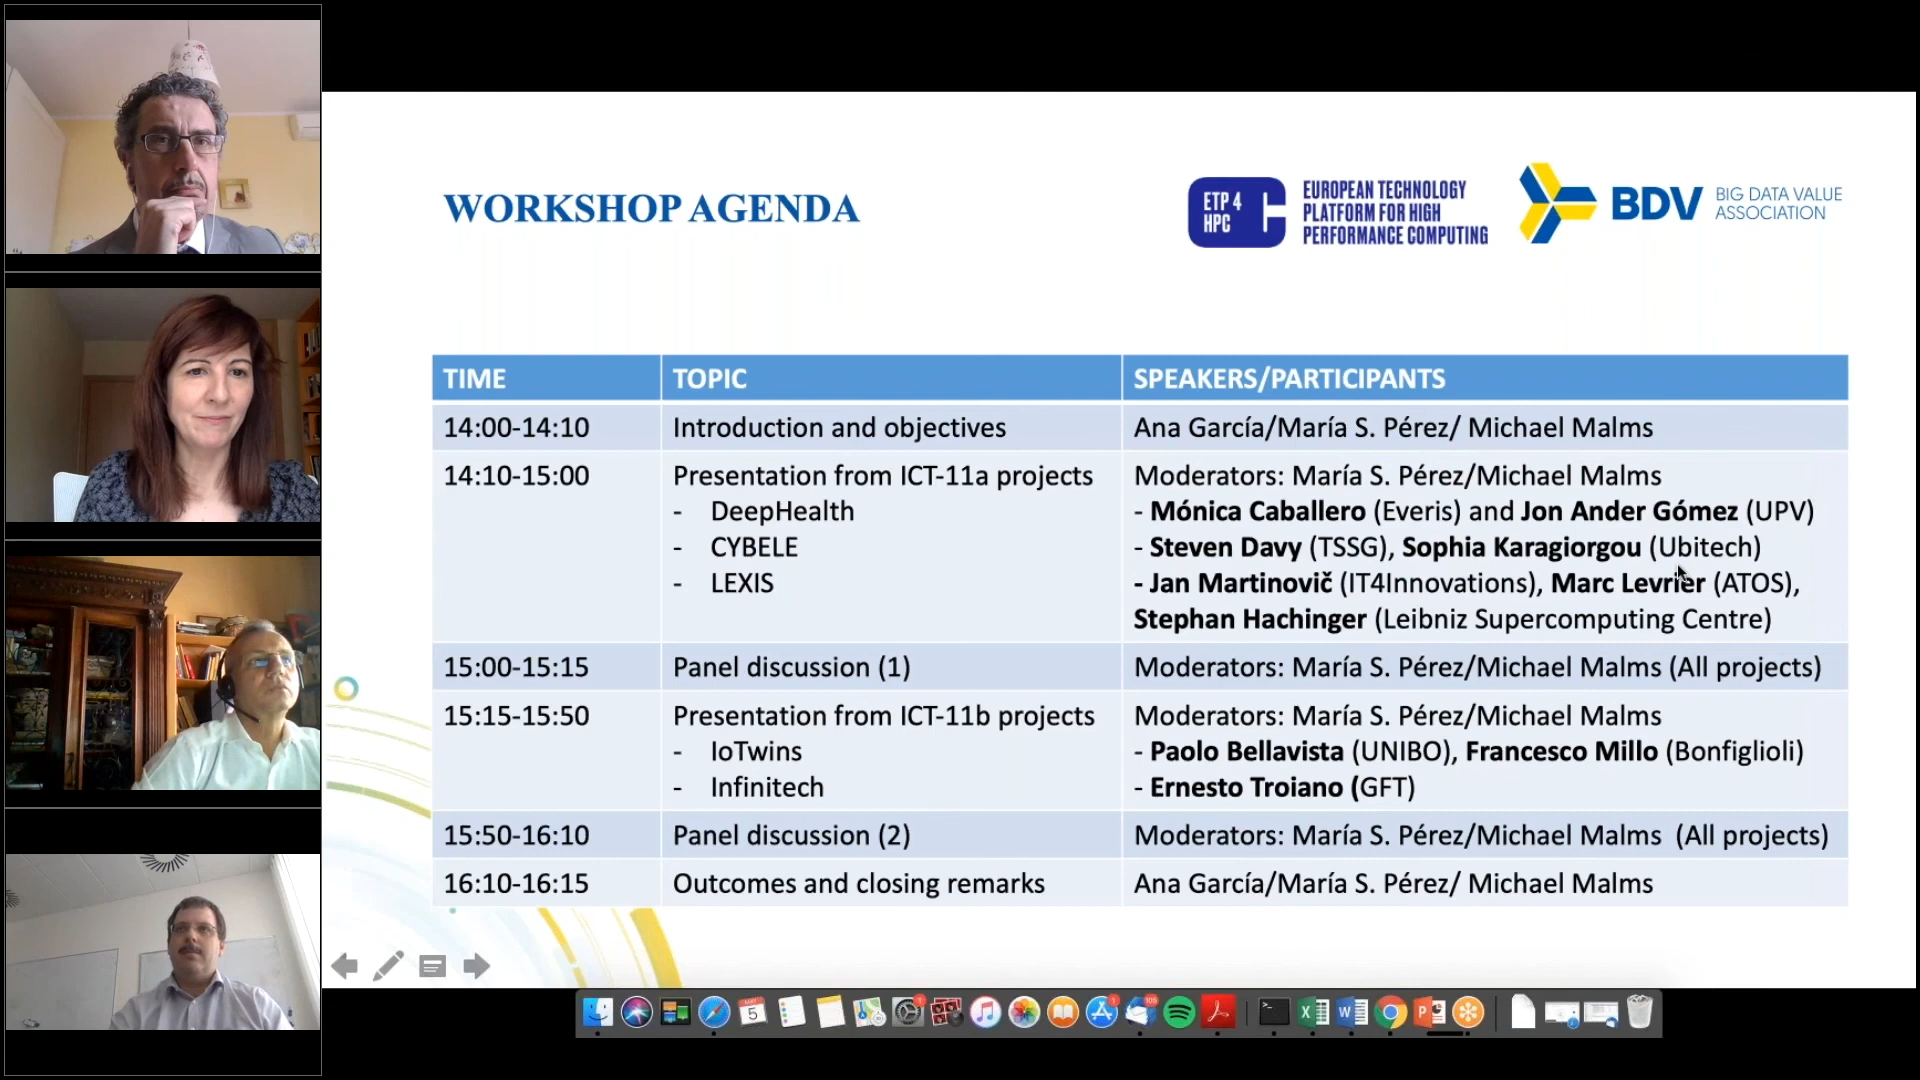 WORKSHOP AGENDA
ETP 4
HPC
EUROPEAN TECHNOLOGY
PLATFORM FOR HIGH
PERFORMANCE COMPUTING
BDV
BIG DATA VALUE
ASSOCIATION
TIME TOPIC SPEAKERS/PARTICIPANTS
14:00-14:10 Introduction and objectives Ana García/María S. Pérez/ Michael Malms
14:10-15:00 Presentation from ICT-11a projects Moderators: María S. Pérez/Michael Malms
- DeepHealth - Mónica Caballero (Everis) and Jon Ander Gómez (UPV)
- CYBELE - Steven Davy (TSSG), Sophia Karagiorgou (Ubitech)
- LEXIS - Jan Martinovič (IT4Innovations), Marc Levrier (ATOS),
Stephan Hachinger (Leibniz Supercomputing Centre)
15:00-15:15 Panel discussion (1) Moderators: María S. Pérez/Michael Malms (All projects)
15:15-15:50 Presentation from ICT-11b projects Moderators: María S. Pérez/Michael Malms
- IoTwins - Paolo Bellavista (UNIBO), Francesco Millo (Bonfiglioli)
- Infinitech - Ernesto Troiano (GFT)
15:50-16:10 Panel discussion (2) Moderators: María S. Pérez/Michael Malms (All projects)
16:10-16:15 Outcomes and closing remarks Ana García/María S. Pérez/ Michael Malms
5